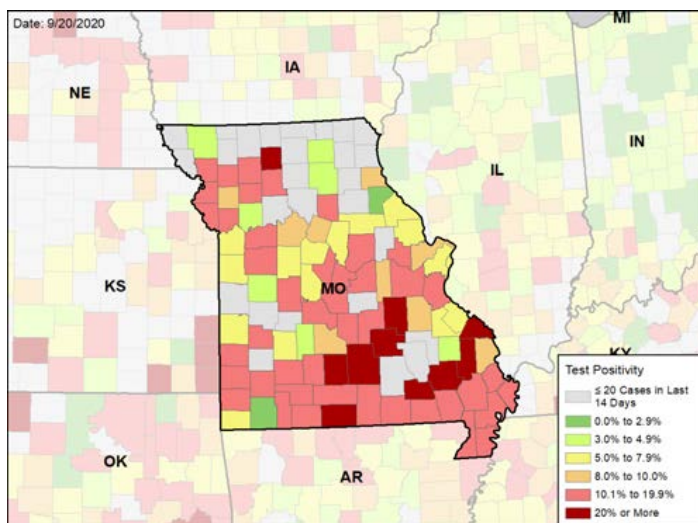 Date: 9/20/2020
MI
IA
NE
IL
IN
KS
MO
KY
OK
AR
Test Positivity
≤ 20 Cases in Last
14 Days
0.0% to 2.9%
3.0% to 4.9%
5.0% to 7.9%
8.0% to 10.0%
10.1% to 19.9%
20% or More